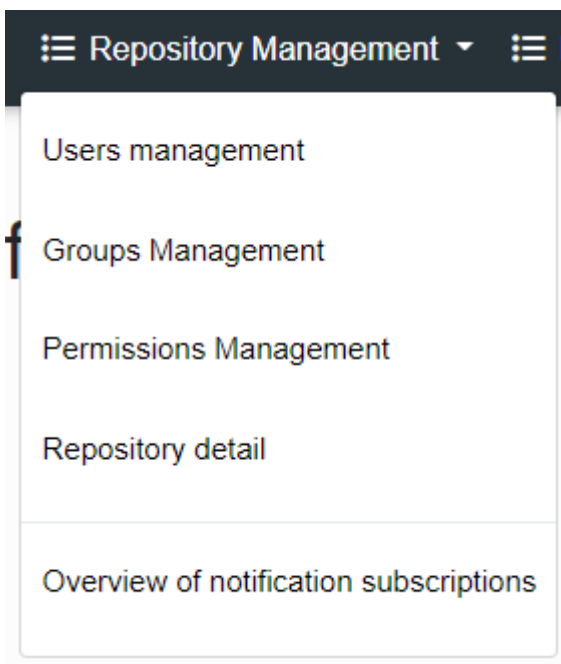 Repository Management
Users management
f
Groups Management
Permissions Management
Repository detail
Overview of notification subscriptions